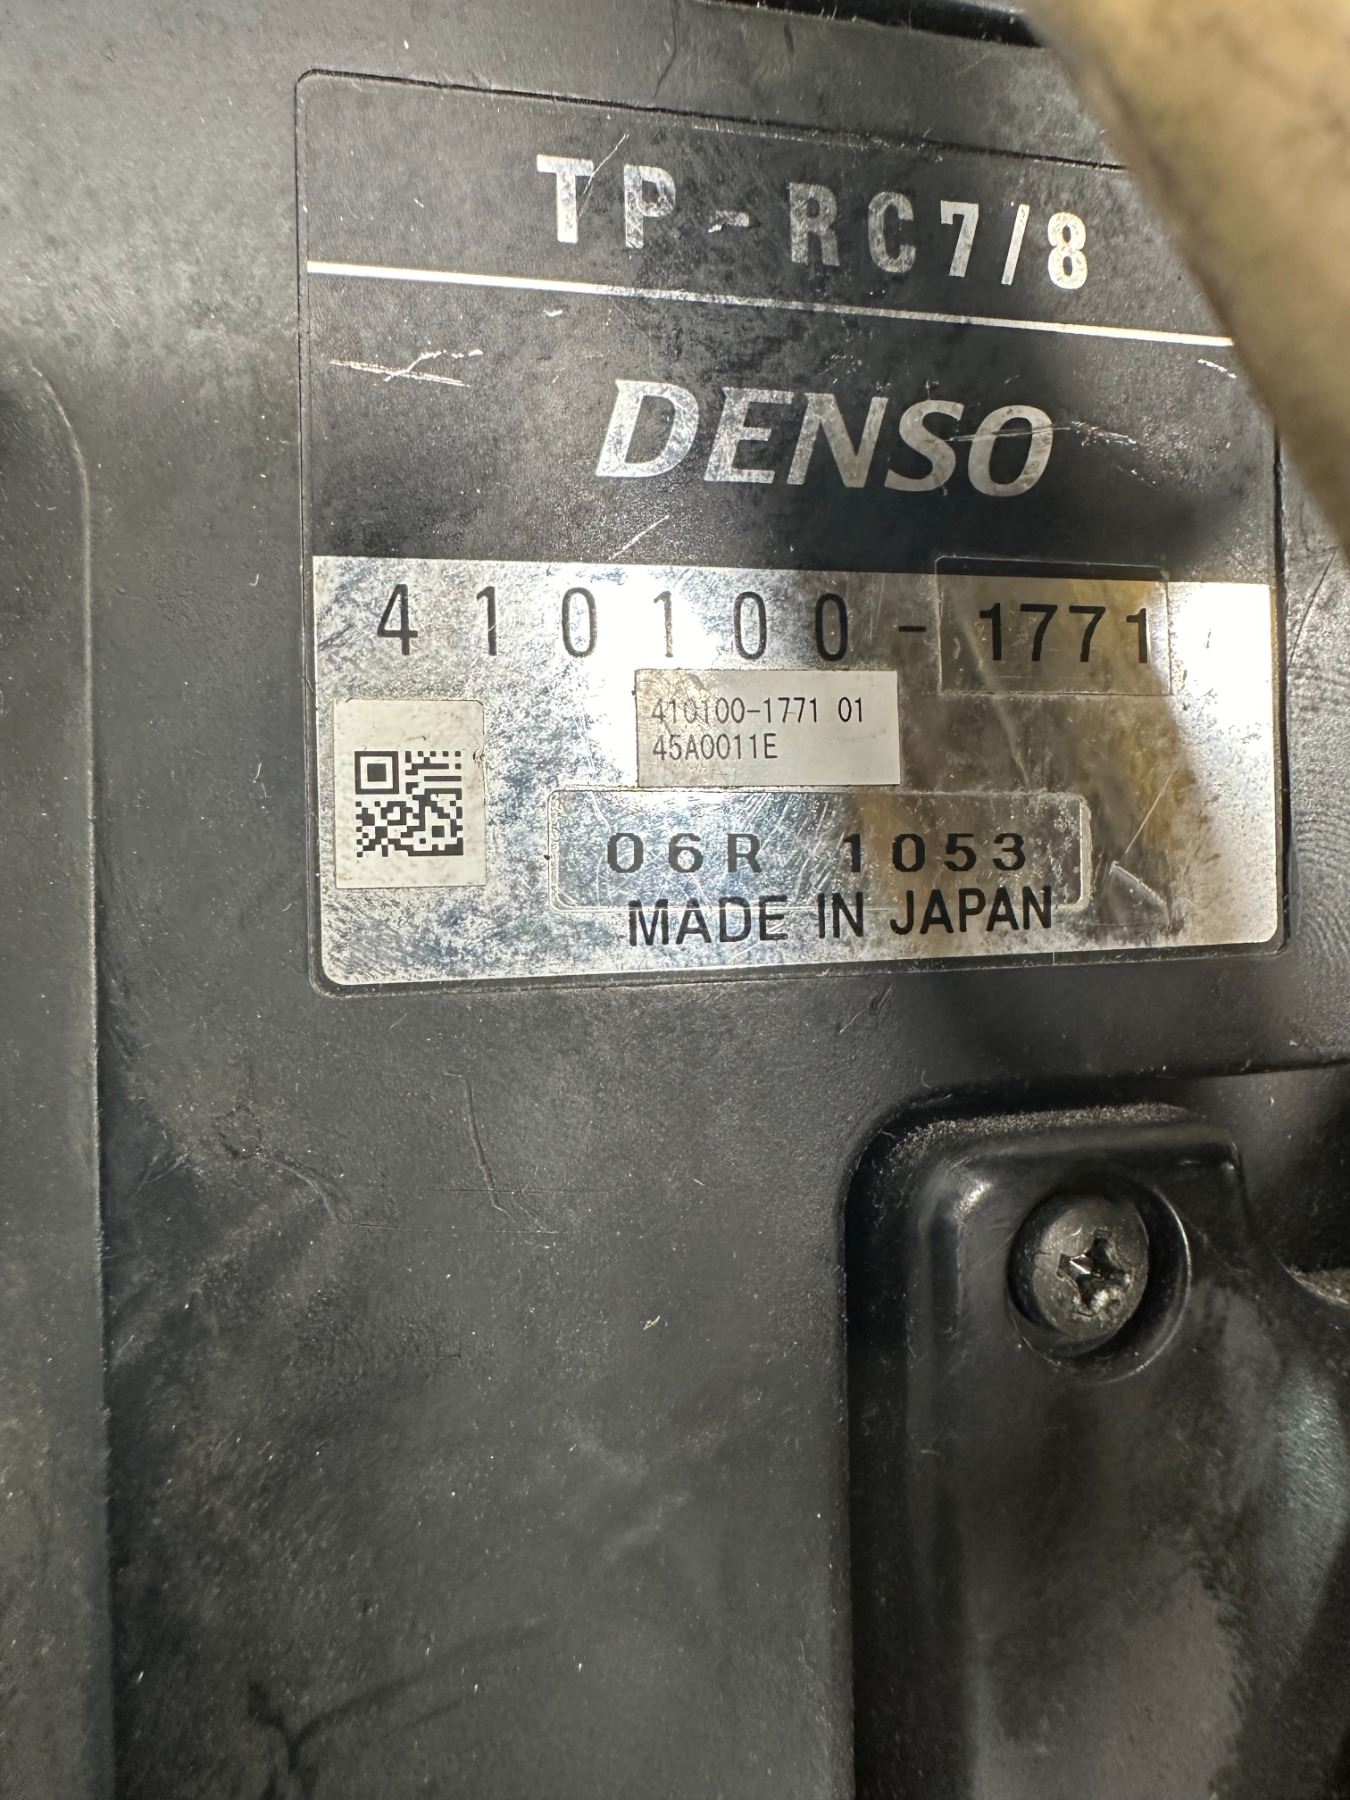 TP-RC7/8
DENSO
410100-1771
410100-1771 01
45A0011E
06R 1053
MADE IN JAPAN